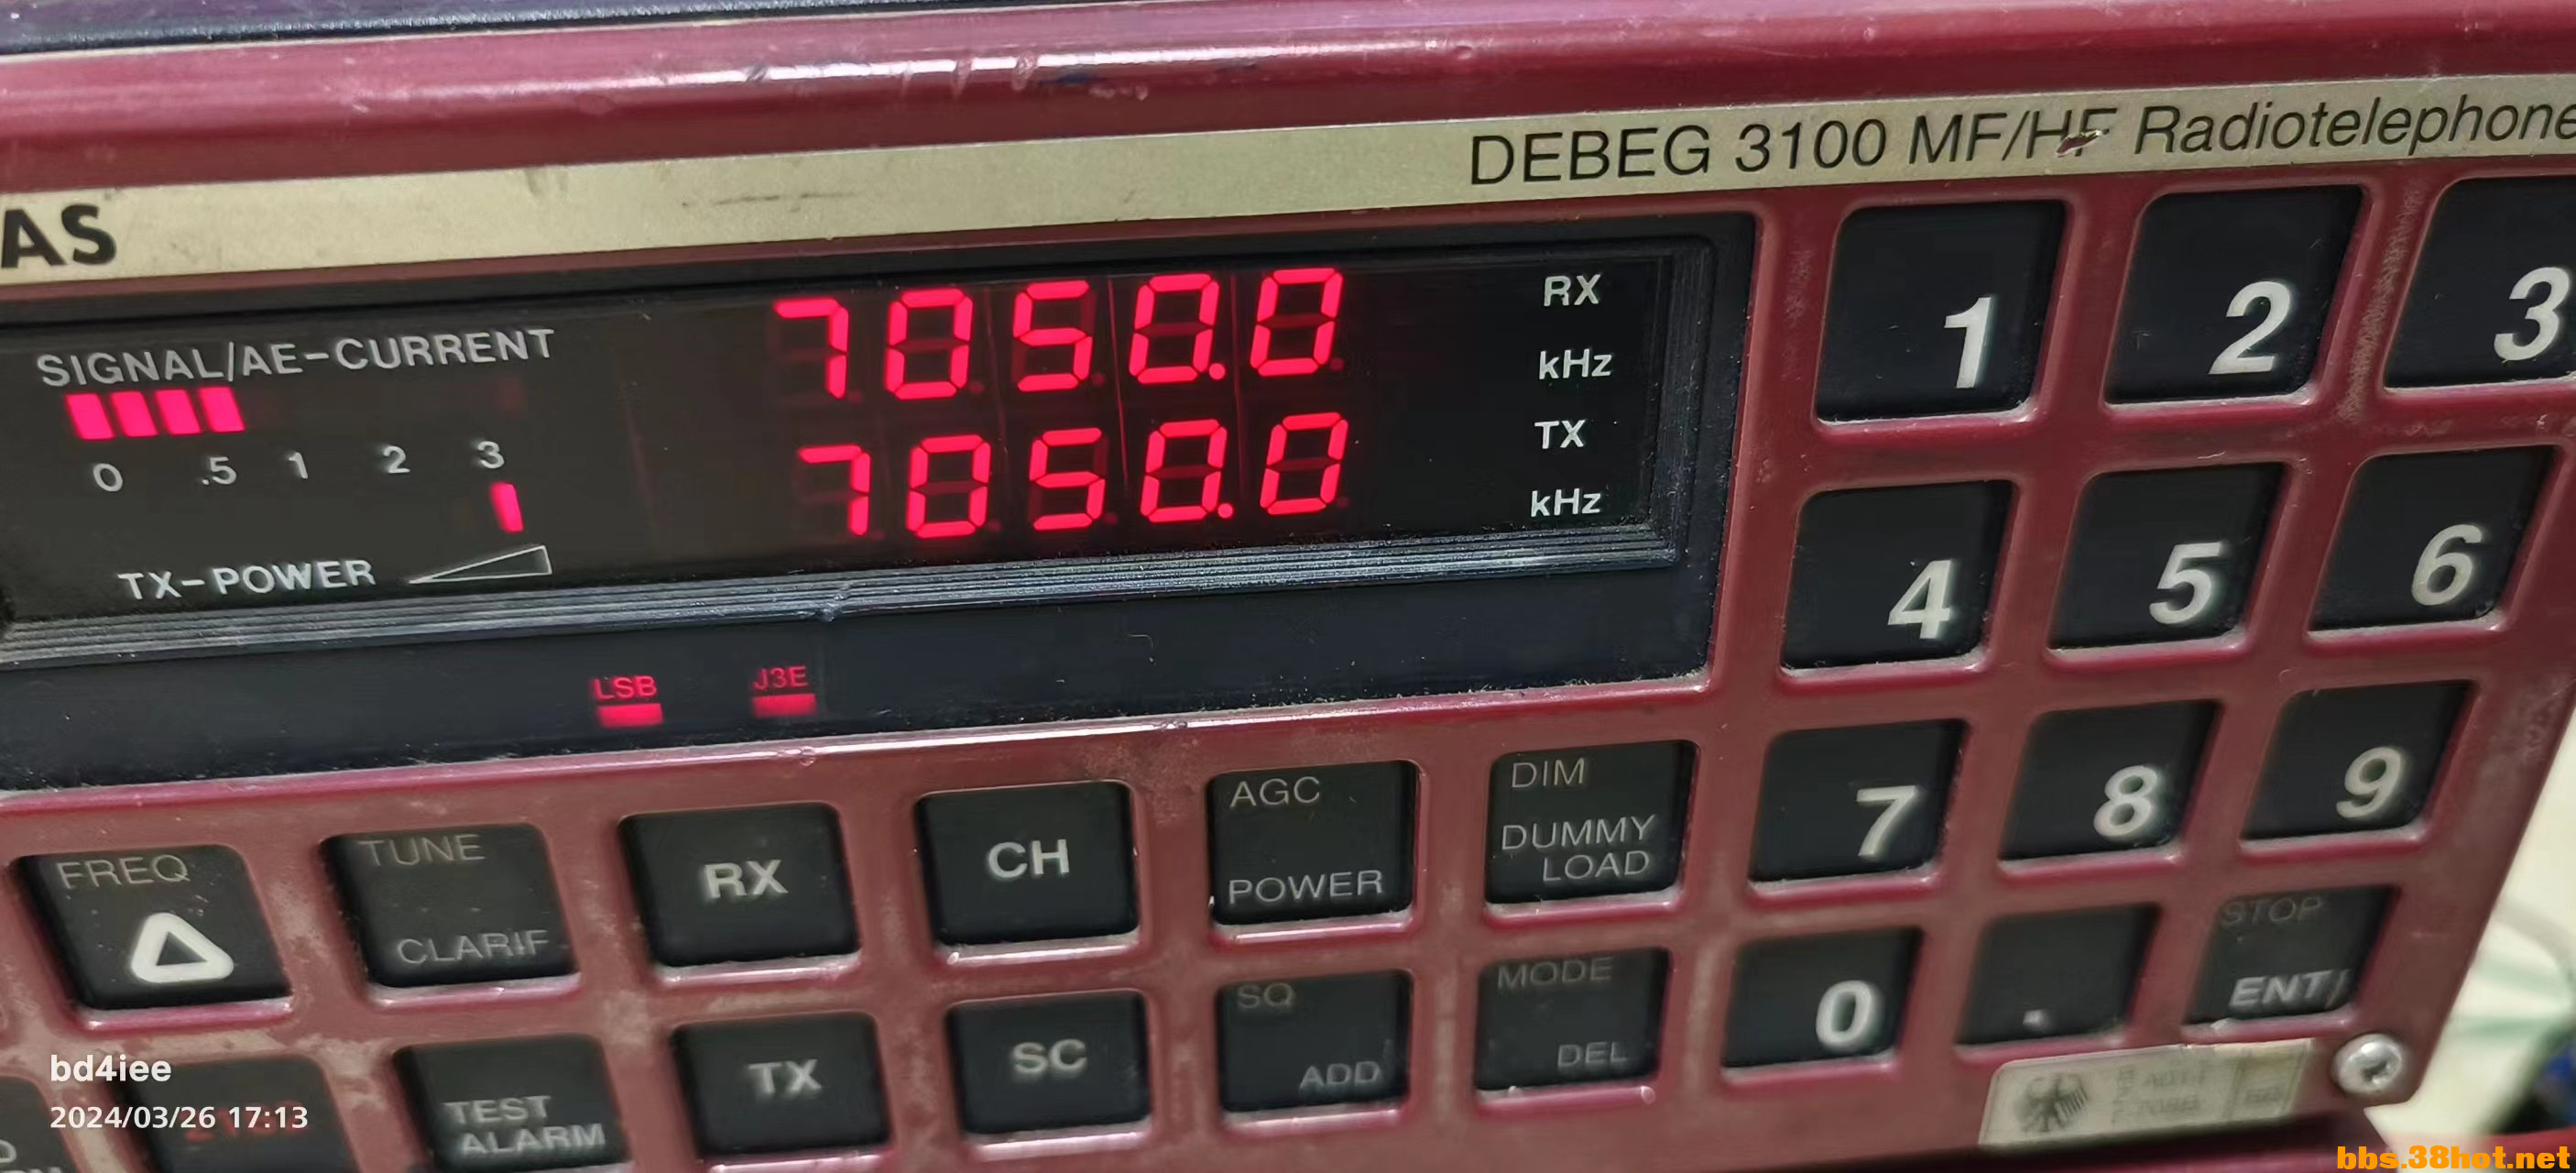 AS
DEBEG 3100 MF/HF Radiotelephone
SIGNAL/AE-CURRENT
0 .5 1 2 3
TX-POWER
7050.0
RX
kHz
7050.0
TX
kHz
LSB
J3E
1
2
3
4
5
6
7
8
9
FREQ
TUNE
CLARIF
RX
CH
AGC
POWER
DIM
DUMMY
LOAD
TEST
ALARM
TX
SC
SQ
ADD
MODE
DEL
0
.
STOP
ENT
2182
bd4iee
2024/03/26 17:13
bbs.38hot.net